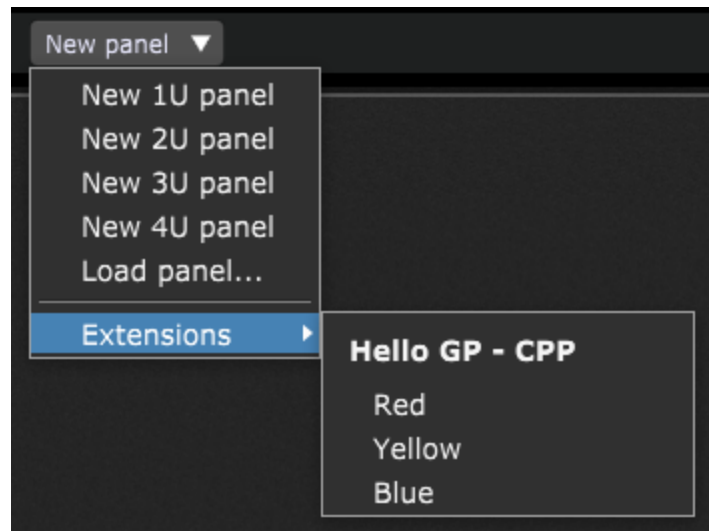 New panel ▼
New 1U panel
New 2U panel
New 3U panel
New 4U panel
Load panel...
Extensions
Hello GP - CPP
Red
Yellow
Blue